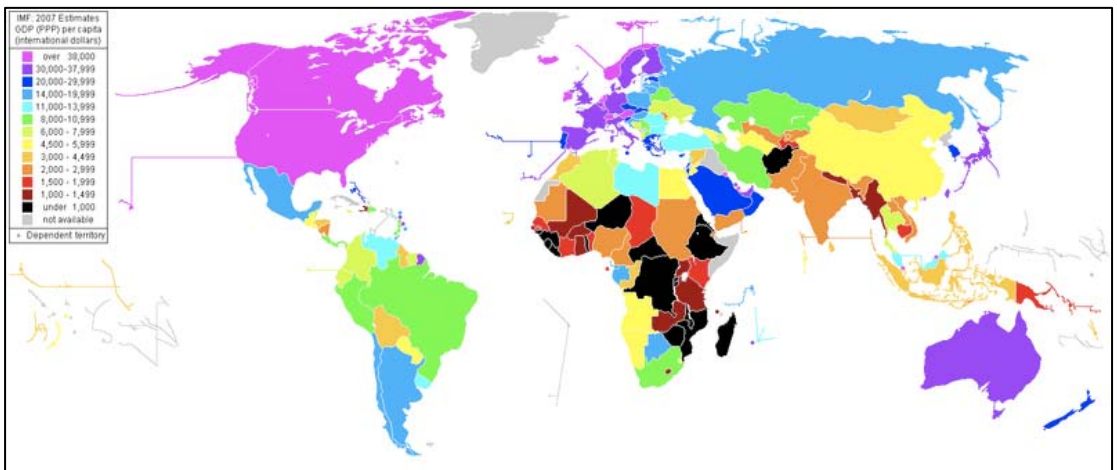 IMF: 2007 Estimates
GDP (PPP) per capita
(international dollars)
over 38,000
30,000-37,999
20,000-29,999
14,000-19,999
11,000-13,999
8,000-10,999
6,000 - 7,999
4,500 - 5,999
3,000 - 4,499
2,000 - 2,999
1,500 - 1,999
1,000 - 1,499
under 1,000
not available
* Dependent territory